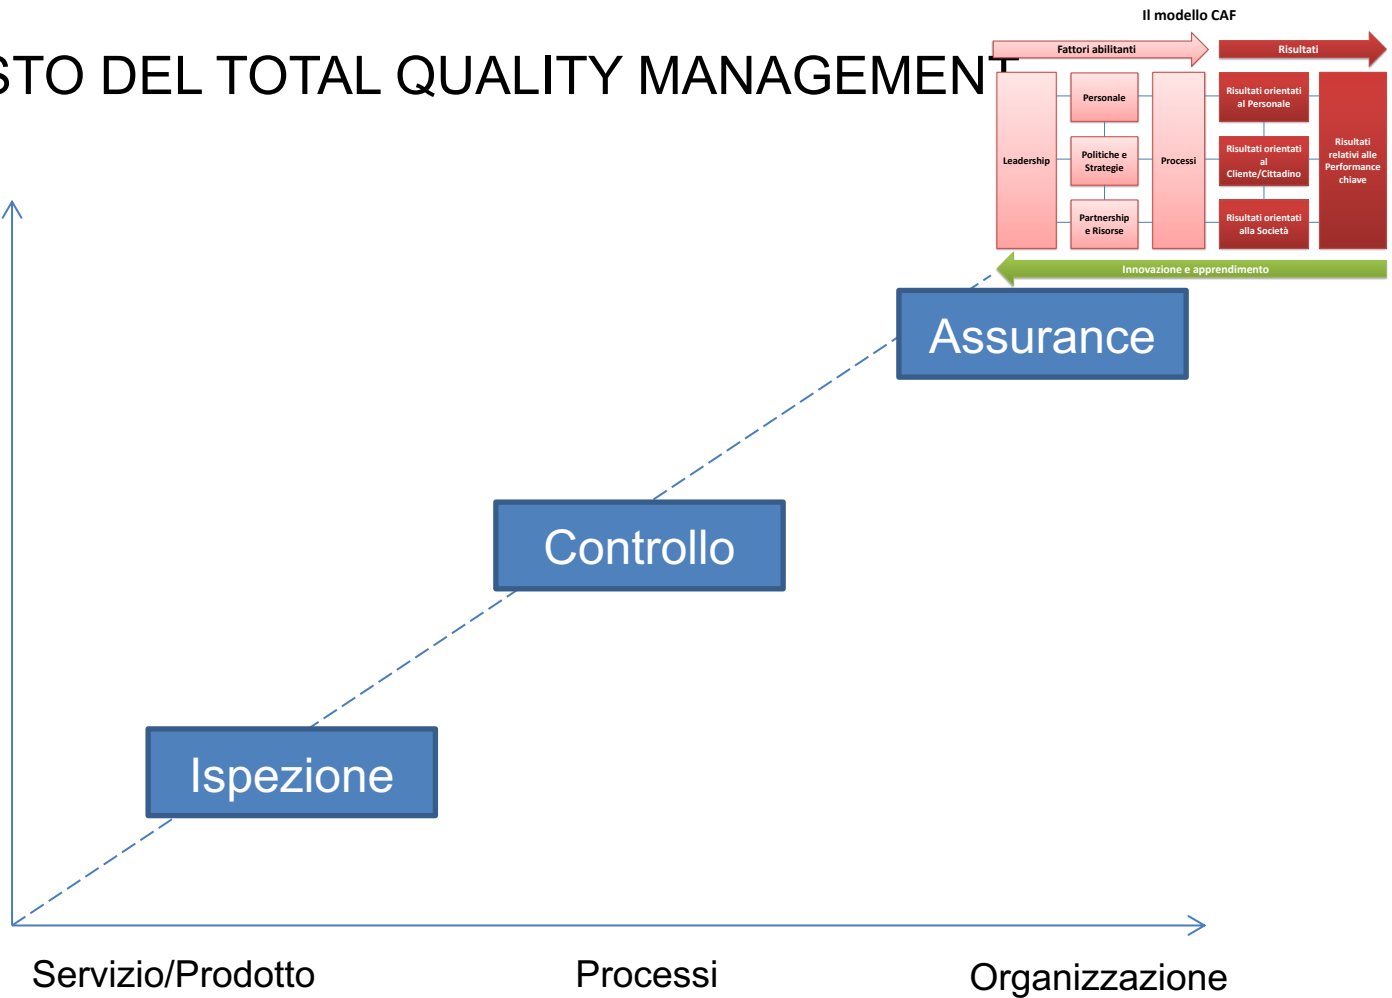 Il modello CAF
STO DEL TOTAL QUALITY MANAGEMENT
Fattori abilitanti
Risultati
Leadership
Personale
Politiche e
Strategie
Partnership
e Risorse
Processi
Risultati orientati
al Personale
Risultati orientati
al
Cliente/Cittadino
Risultati orientati
alla Società
Risultati
relativi alle
Performance
chiave
Innovazione e apprendimento
Assurance
Controllo
Ispezione
Servizio/Prodotto
Processi
Organizzazione